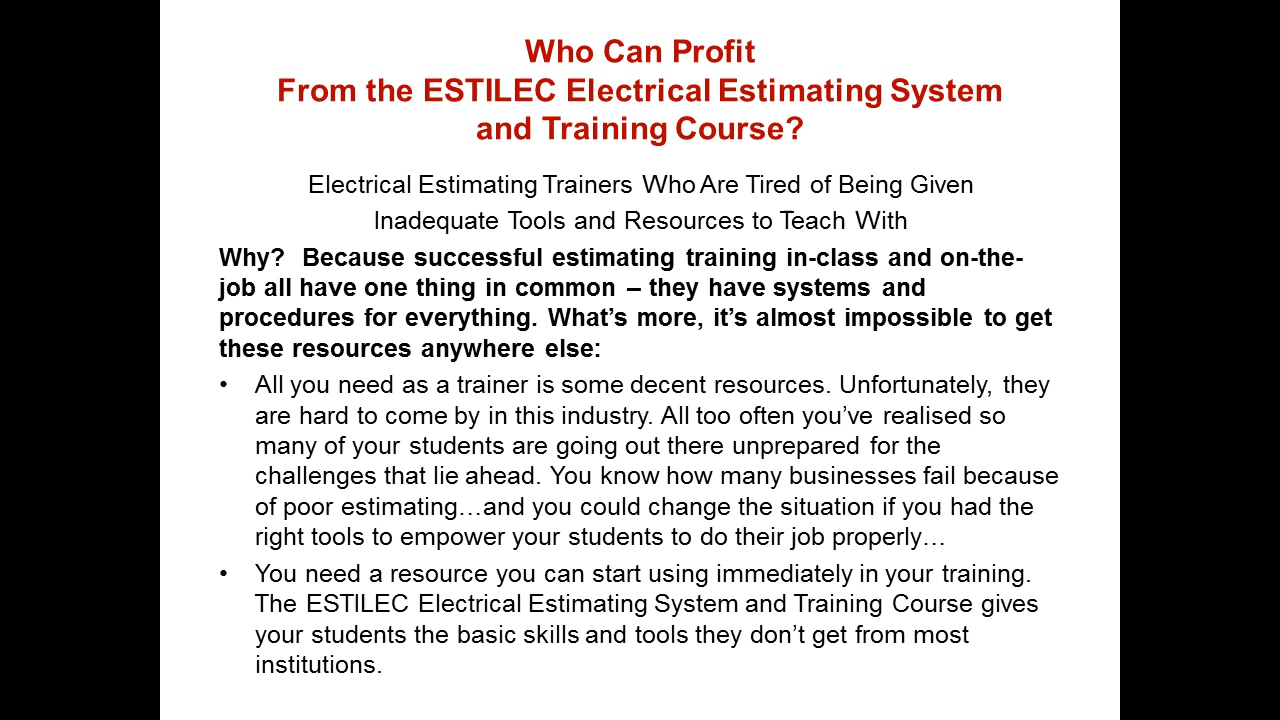 Who Can Profit
From the ESTILEC Electrical Estimating System
and Training Course?
Electrical Estimating Trainers Who Are Tired of Being Given
Inadequate Tools and Resources to Teach With
Why?  Because successful estimating training in-class and on-the-
job all have one thing in common – they have systems and
procedures for everything. What’s more, it’s almost impossible to get
these resources anywhere else:
• All you need as a trainer is some decent resources. Unfortunately, they
are hard to come by in this industry. All too often you’ve realised so
many of your students are going out there unprepared for the
challenges that lie ahead. You know how many businesses fail because
of poor estimating…and you could change the situation if you had the
right tools to empower your students to do their job properly…
• You need a resource you can start using immediately in your training.
The ESTILEC Electrical Estimating System and Training Course gives
your students the basic skills and tools they don’t get from most
institutions.